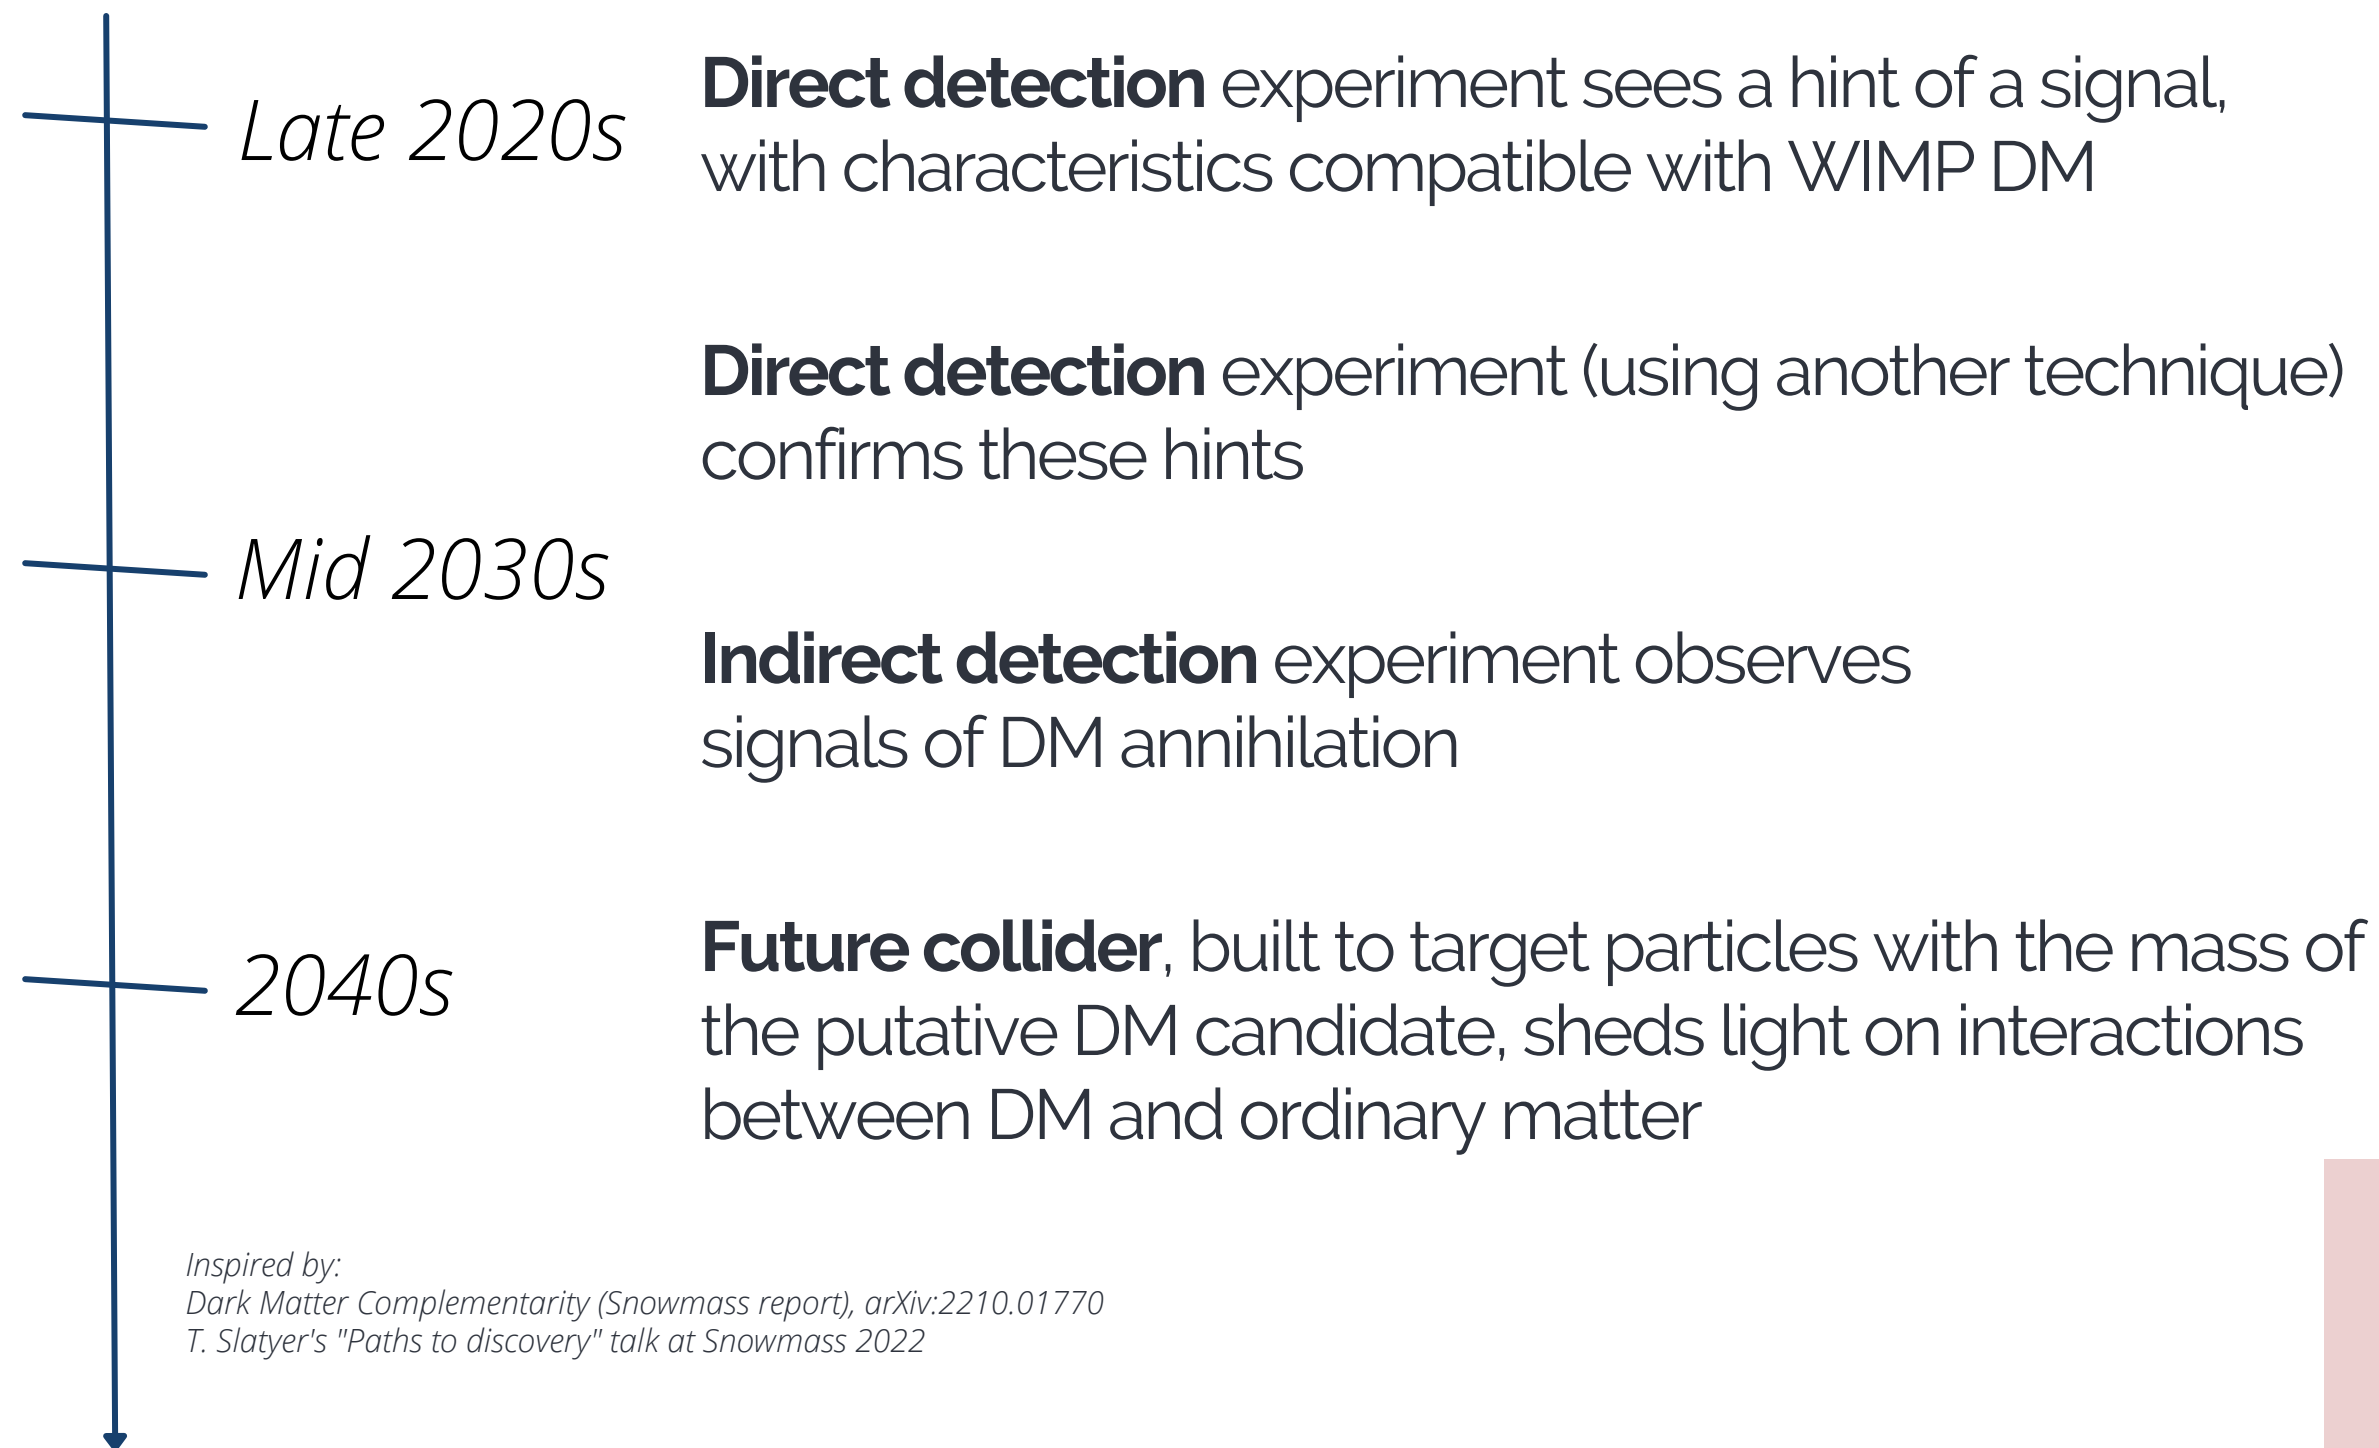 Late 2020s
Direct detection experiment sees a hint of a signal,
with characteristics compatible with WIMP DM
Direct detection experiment (using another technique)
confirms these hints
Mid 2030s
Indirect detection experiment observes
signals of DM annihilation
2040s
Future collider, built to target particles with the mass of
the putative DM candidate, sheds light on interactions
between DM and ordinary matter
Inspired by:
Dark Matter Complementarity (Snowmass report), arXiv:2210.01770
T. Slatyer's "Paths to discovery" talk at Snowmass 2022